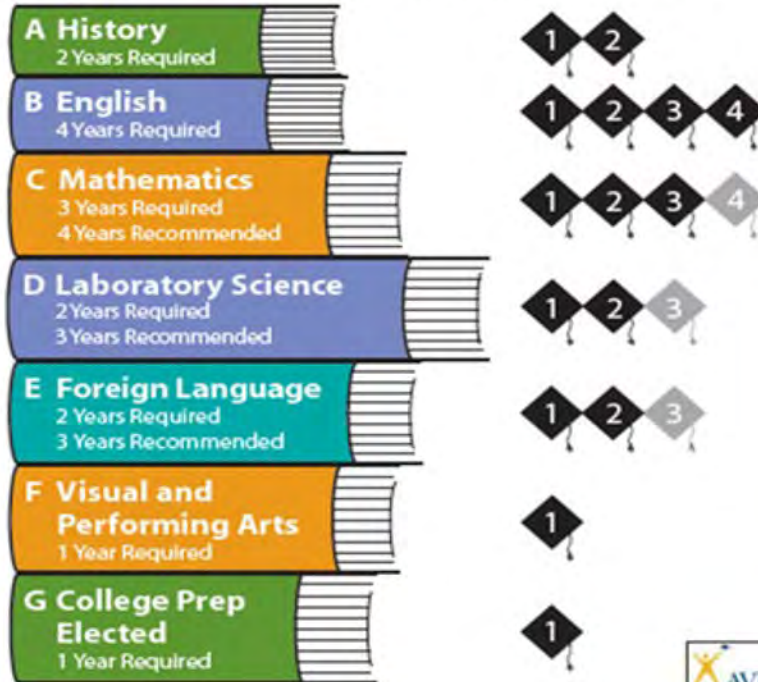 A History
2 Years Required
1 2
B English
4 Years Required
1 2 3 4
C Mathematics
3 Years Required
4 Years Recommended
1 2 3 4
D Laboratory Science
2 Years Required
3 Years Recommended
1 2 3
E Foreign Language
2 Years Required
3 Years Recommended
1 2 3
F Visual and
Performing Arts
1 Year Required
1
G College Prep
Elected
1 Year Required
1